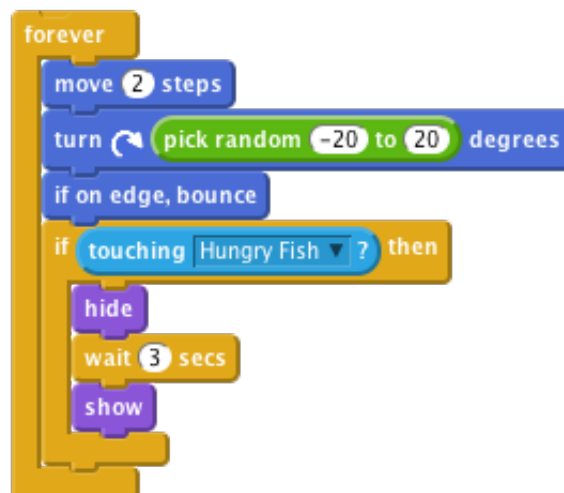 forever
move 2 steps
turn pick random -20 to 20 degrees
if on edge, bounce
if touching Hungry Fish ? then
hide
wait 3 secs
show